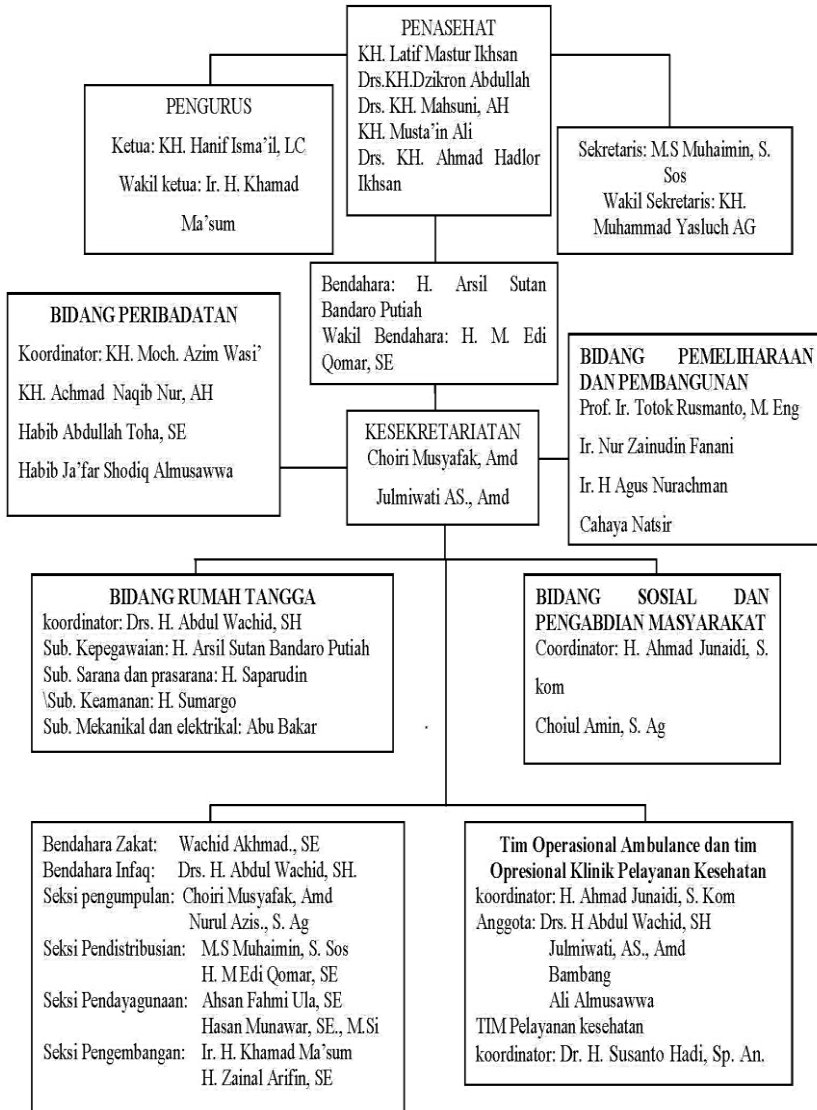 PENASEHAT
KH. Latif Mastur Ikhsan
Drs.KH.Dzikron Abdullah
Drs. KH. Mahsuni, AH
KH. Musta'in Ali
Drs. KH. Ahmad Hadlor
Ikhsan
PENGURUS
Ketua: KH. Hanif Isma'il, LC
Wakil ketua: Ir. H. Khamad
Ma'sum
Sekretaris: M.S Muhaimin, S.
Sos
Wakil Sekretaris: KH.
Muhammad Yasluch AG
Bendahara: H. Arsil Sutan
Bandaro Putiah
Wakil Bendahara: H. M. Edi
Qomar, SE
BIDANG PERIBADATAN
Koordinator: KH. Moch. Azim Wasi'
KH. Achmad Naqib Nur, AH
Habib Abdullah Toha, SE
Habib Ja'far Shodiq Almusawwa
BIDANG PEMELIHARAAN
DAN PEMBANGUNAN
Prof. Ir. Totok Rusmanto, M. Eng
Ir. Nur Zainudin Fanani
Ir. H Agus Nurachman
Cahaya Natsir
KESEKRETARIATAN
Choiri Musyafak, Amd
Julmiwati AS., Amd
BIDANG RUMAH TANGGA
koordinator: Drs. H. Abdul Wachid, SH
Sub. Kepegawaian: H. Arsil Sutan Bandaro Putiah
Sub. Sarana dan prasarana: H. Saparudin
\Sub. Keamanan: H. Sumargo
Sub. Mekanikal dan elektrikal: Abu Bakar
BIDANG SOSIAL DAN
PENGABDIAN MASYARAKAT
Coordinator: H. Ahmad Junaidi, S.
kom
Choiul Amin, S. Ag
Bendahara Zakat: Wachid Akhmad., SE
Bendahara Infaq: Drs. H. Abdul Wachid, SH.
Seksi pengumpulan: Choiri Musyafak, Amd
Nurul Azis., S. Ag
Seksi Pendistribusian: M.S Muhaimin, S. Sos
H. M Edi Qomar, SE
Seksi Pendayagunaan: Ahsan Fahmi Ula, SE
Hasan Munawar, SE., M.Si
Seksi Pengembangan: Ir. H. Khamad Ma'sum
H. Zainal Arifin, SE
Tim Operasional Ambulance dan tim
Opresional Klinik Pelayanan Kesehatan
koordinator: H. Ahmad Junaidi, S. Kom
Anggota: Drs. H Abdul Wachid, SH
Julmiwati, AS., Amd
Bambang
Ali Almusawwa
TIM Pelayanan kesehatan
koordinator: Dr. H. Susanto Hadi, Sp. An.